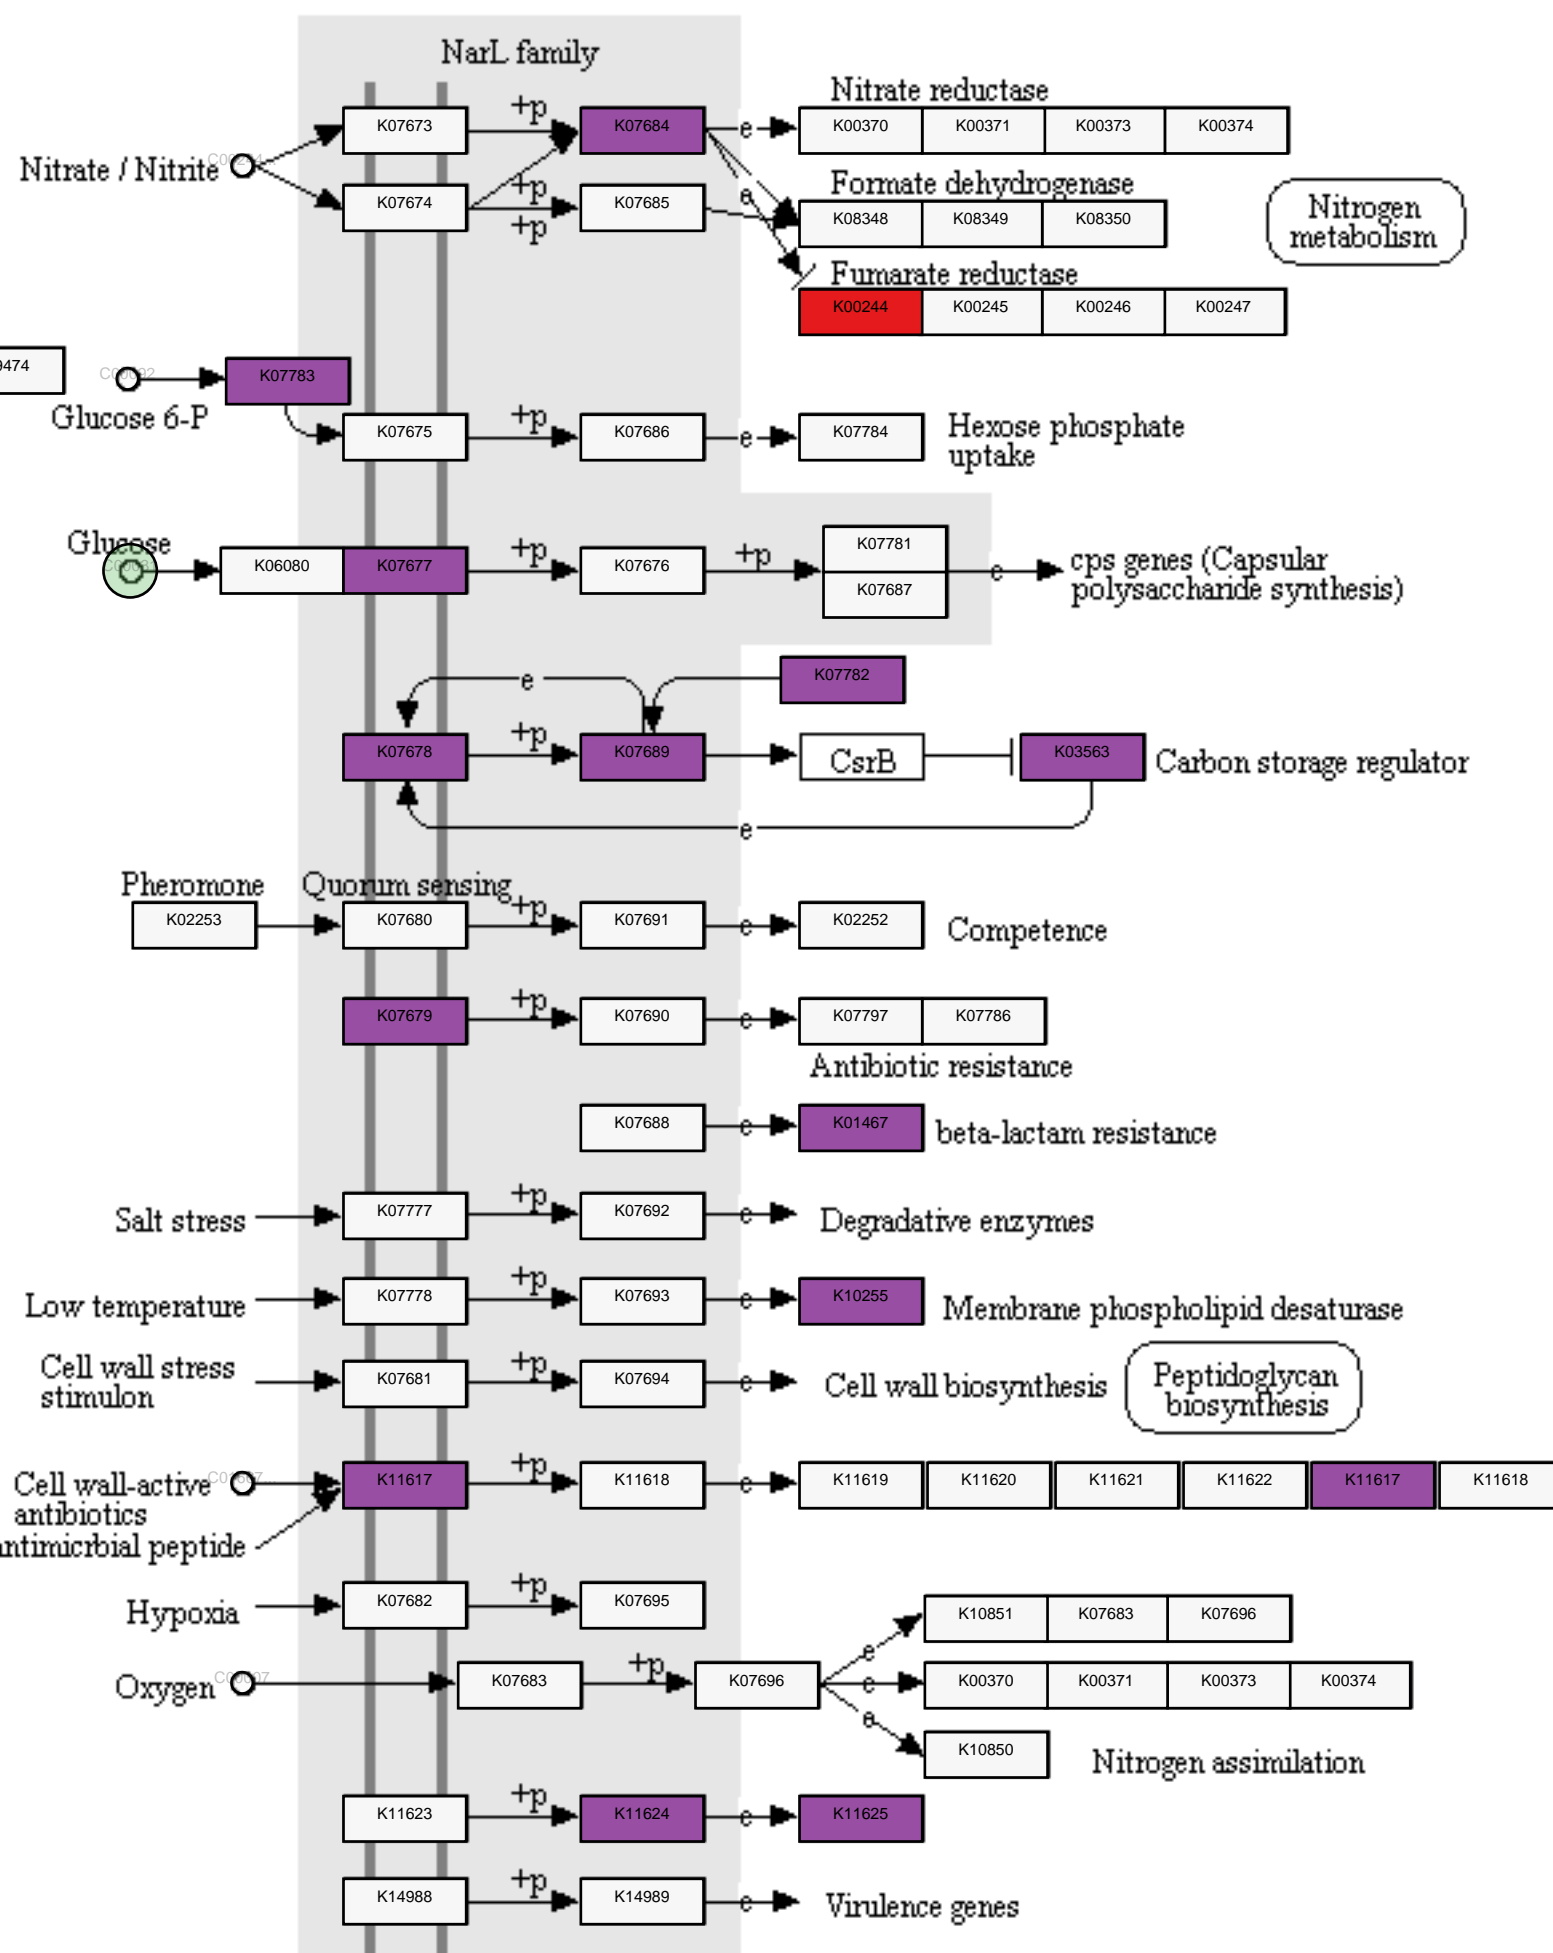 NarL family
Nitrate reductase
K07673 +p K07684 e K00370 K00371 K00373 K00374
Nitrate / Nitrite
Formate dehydrogenase
K07674 +p +p K07685 e K08348 K08349 K08350
Nitrogen
metabolism
Fumarate reductase
K00244 K00245 K00246 K00247
9474
K07783
Glucose 6-P
K07675 +p K07686 e K07784 Hexose phosphate
uptake
Glucose
K06080 K07677 +p K07676 +p K07781
K07687 e cps genes (Capsular
polysaccharide synthesis)
e K07782
K07678 +p K07689 CsrB K03563 Carbon storage regulator
e
Pheromone Quorum sensing
K02253 K07680 +p K07691 e K02252 Competence
K07679 +p K07690 e K07797 K07786
Antibiotic resistance
K07688 e K01467 beta-lactam resistance
Salt stress K07777 +p K07692 e Degradative enzymes
Low temperature K07778 +p K07693 e K10255 Membrane phospholipid desaturase
Cell wall stress
stimulon
K07681 +p K07694 e Cell wall biosynthesis
Peptidoglycan
biosynthesis
Cell wall-active
antibiotics
K11617 +p K11618 e K11619 K11620 K11621 K11622 K11617 K11618
antimicrbial peptide
Hypoxia K07682 +p K07695
e K10851 K07683 K07696
Oxygen K07683 +p K07696 e K00370 K00371 K00373 K00374
e K10850 Nitrogen assimilation
K11623 +p K11624 e K11625
K14988 +p K14989 e Virulence genes